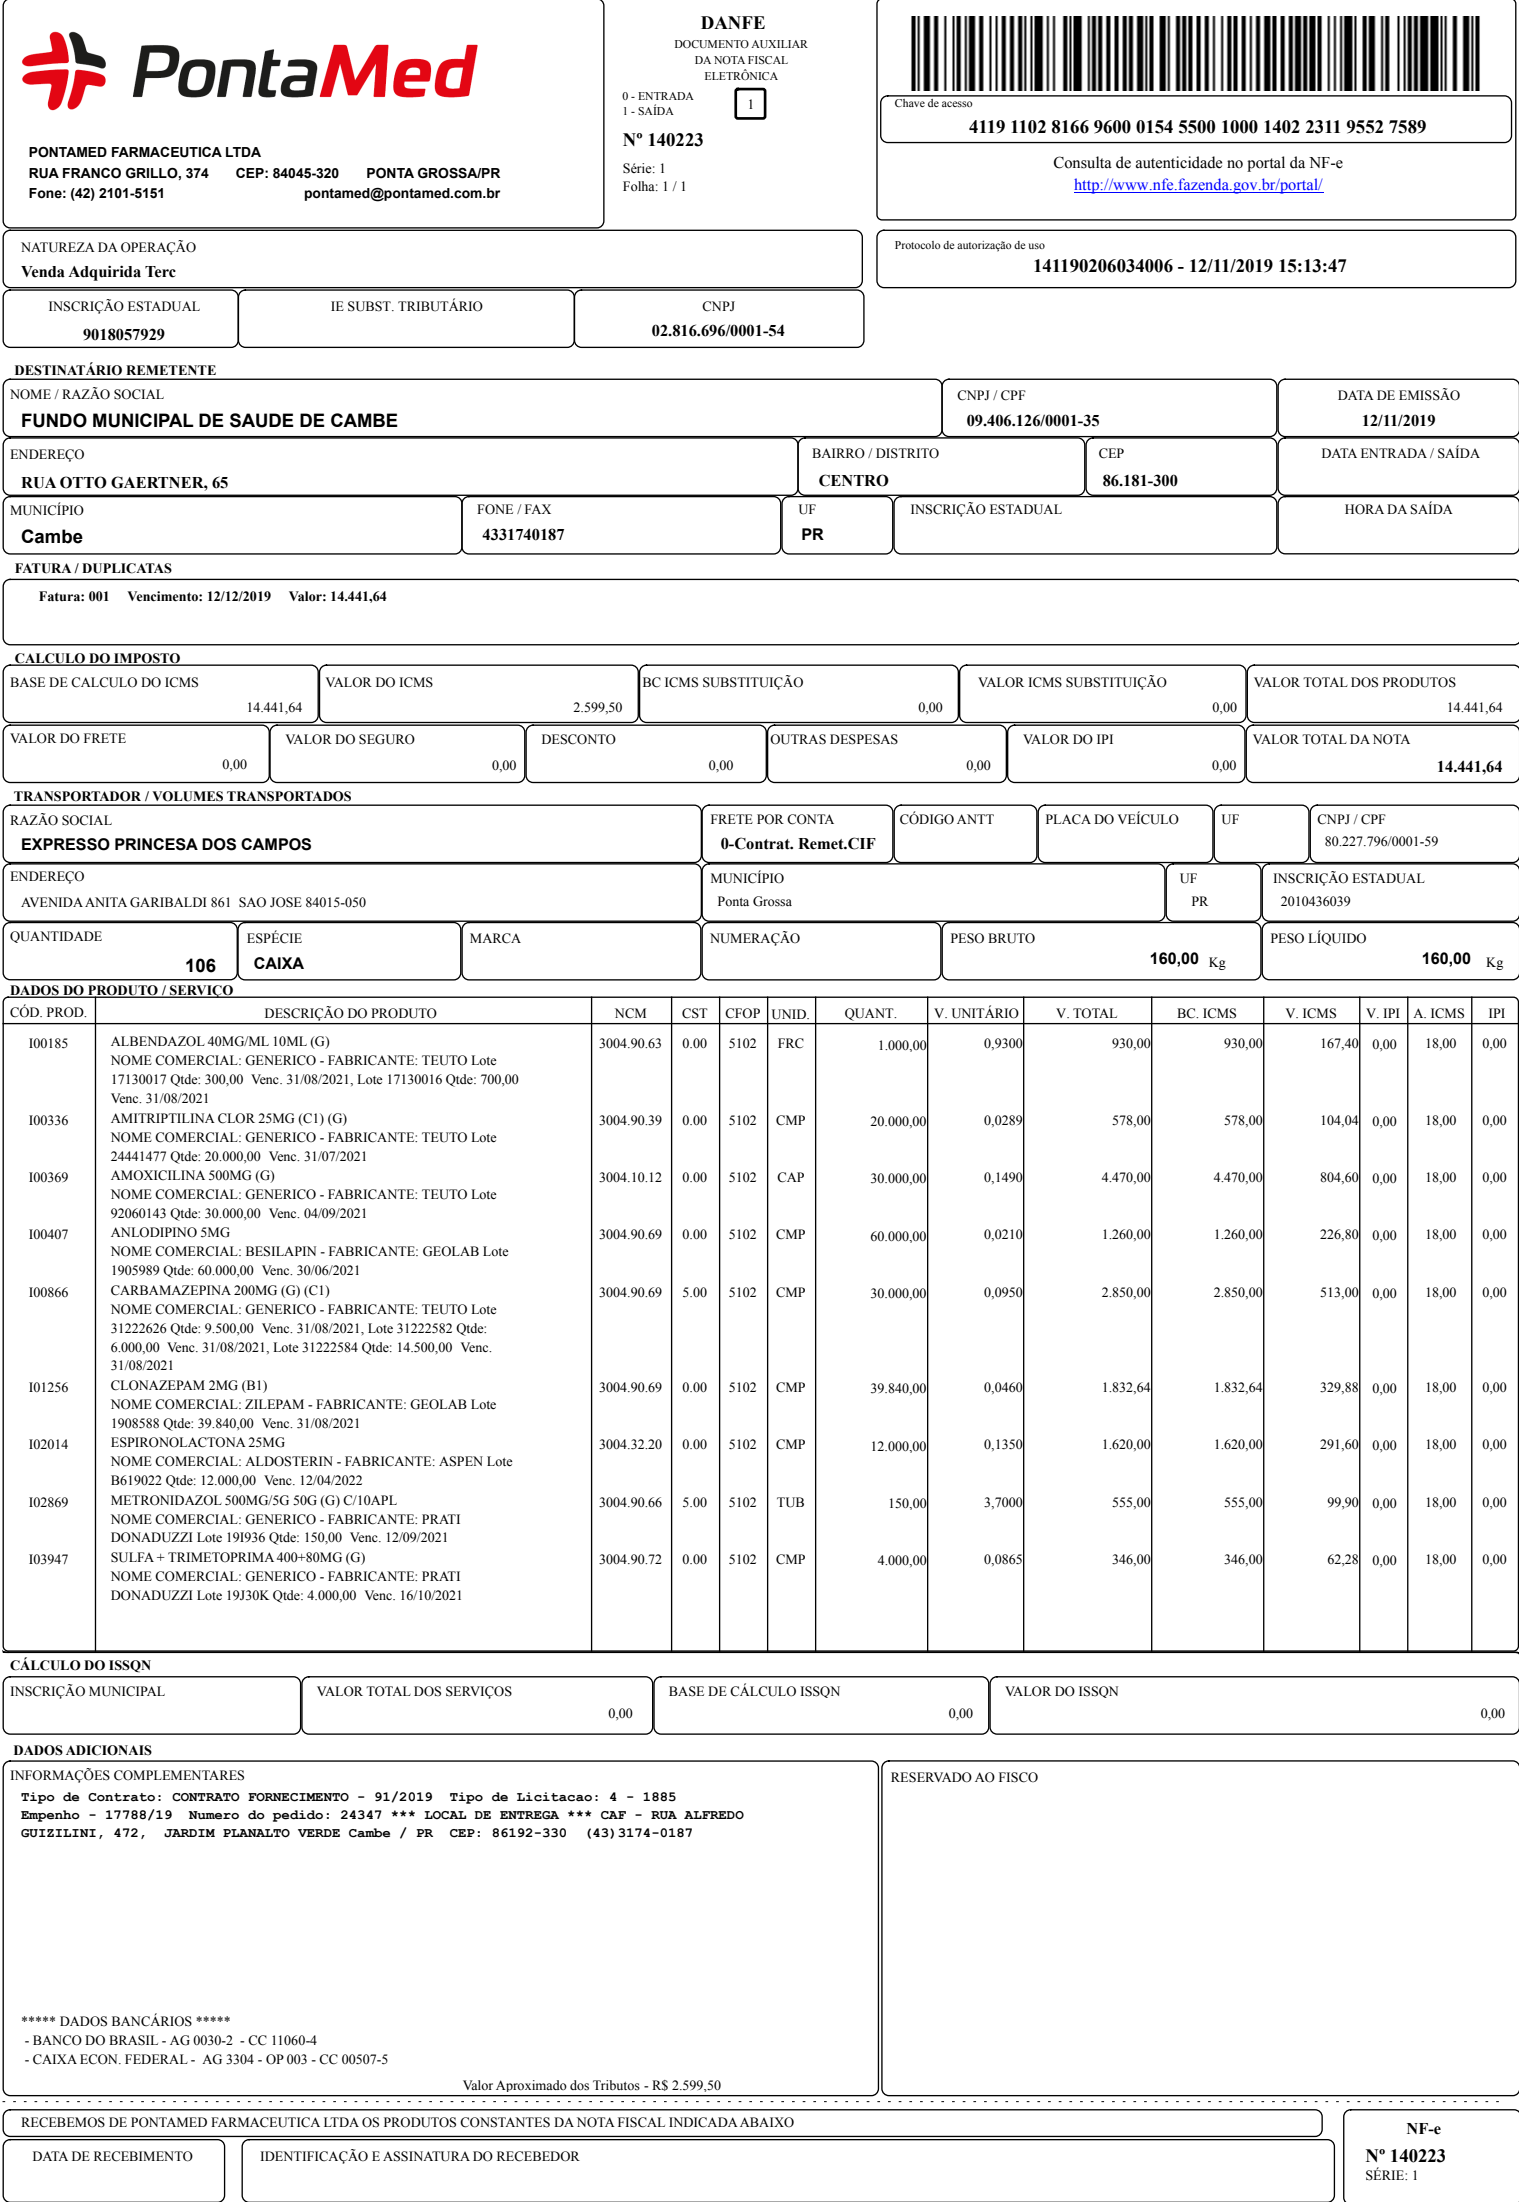 PontaMed
PONTAMED FARMACEUTICA LTDA
RUA FRANCO GRILLO, 374 CEP: 84045-320 PONTA GROSSA/PR
Fone: (42) 2101-5151 pontamed@pontamed.com.br
DANFE
DOCUMENTO AUXILIAR
DA NOTA FISCAL
ELETRÔNICA
0 - ENTRADA
1 - SAÍDA
1
Nº 140223
Série: 1
Folha: 1 / 1
Chave de acesso
4119 1102 8166 9600 0154 5500 1000 1402 2311 9552 7589
Consulta de autenticidade no portal da NF-e
http://www.nfe.fazenda.gov.br/portal/
NATUREZA DA OPERAÇÃO
Venda Adquirida Terc
Protocolo de autorização de uso
141190206034006 - 12/11/2019 15:13:47
INSCRIÇÃO ESTADUAL IE SUBST. TRIBUTÁRIO CNPJ
9018057929 02.816.696/0001-54
DESTINATÁRIO REMETENTE
NOME / RAZÃO SOCIAL CNPJ / CPF DATA DE EMISSÃO
FUNDO MUNICIPAL DE SAUDE DE CAMBE 09.406.126/0001-35 12/11/2019
ENDEREÇO BAIRRO / DISTRITO CEP DATA ENTRADA / SAÍDA
RUA OTTO GAERTNER, 65 CENTRO 86.181-300
MUNICÍPIO FONE / FAX UF INSCRIÇÃO ESTADUAL HORA DA SAÍDA
Cambe 4331740187 PR
FATURA / DUPLICATAS
Fatura: 001 Vencimento: 12/12/2019 Valor: 14.441,64
CALCULO DO IMPOSTO
BASE DE CALCULO DO ICMS VALOR DO ICMS BC ICMS SUBSTITUIÇÃO VALOR ICMS SUBSTITUIÇÃO VALOR TOTAL DOS PRODUTOS
14.441,64 2.599,50 0,00 0,00 14.441,64
VALOR DO FRETE VALOR DO SEGURO DESCONTO OUTRAS DESPESAS VALOR DO IPI VALOR TOTAL DA NOTA
0,00 0,00 0,00 0,00 0,00 14.441,64
TRANSPORTADOR / VOLUMES TRANSPORTADOS
RAZÃO SOCIAL FRETE POR CONTA CÓDIGO ANTT PLACA DO VEÍCULO UF CNPJ / CPF
EXPRESSO PRINCESA DOS CAMPOS 0-Contrat. Remet.CIF 80.227.796/0001-59
ENDEREÇO MUNICÍPIO UF INSCRIÇÃO ESTADUAL
AVENIDA ANITA GARIBALDI 861 SAO JOSE 84015-050 Ponta Grossa PR 2010436039
QUANTIDADE ESPÉCIE MARCA NUMERAÇÃO PESO BRUTO PESO LÍQUIDO
106 CAIXA 160,00 Kg 160,00 Kg
DADOS DO PRODUTO / SERVIÇO
CÓD. PROD. DESCRIÇÃO DO PRODUTO NCM CST CFOP UNID. QUANT. V. UNITÁRIO V. TOTAL BC. ICMS V. ICMS V. IPI A. ICMS IPI
I00185 ALBENDAZOL 40MG/ML 10ML (G) 3004.90.63 0.00 5102 FRC 1.000,00 0,9300 930,00 930,00 167,40 0,00 18,00 0,00
NOME COMERCIAL: GENERICO - FABRICANTE: TEUTO Lote
17130017 Qtde: 300,00 Venc. 31/08/2021, Lote 17130016 Qtde: 700,00
Venc. 31/08/2021
I00336 AMITRIPTILINA CLOR 25MG (C1) (G) 3004.90.39 0.00 5102 CMP 20.000,00 0,0289 578,00 578,00 104,04 0,00 18,00 0,00
NOME COMERCIAL: GENERICO - FABRICANTE: TEUTO Lote
24441477 Qtde: 20.000,00 Venc. 31/07/2021
I00369 AMOXICILINA 500MG (G) 3004.10.12 0.00 5102 CAP 30.000,00 0,1490 4.470,00 4.470,00 804,60 0,00 18,00 0,00
NOME COMERCIAL: GENERICO - FABRICANTE: TEUTO Lote
92060143 Qtde: 30.000,00 Venc. 04/09/2021
I00407 ANLODIPINO 5MG 3004.90.69 0.00 5102 CMP 60.000,00 0,0210 1.260,00 1.260,00 226,80 0,00 18,00 0,00
NOME COMERCIAL: BESILAPIN - FABRICANTE: GEOLAB Lote
1905989 Qtde: 60.000,00 Venc. 30/06/2021
I00866 CARBAMAZEPINA 200MG (G) (C1) 3004.90.69 5.00 5102 CMP 30.000,00 0,0950 2.850,00 2.850,00 513,00 0,00 18,00 0,00
NOME COMERCIAL: GENERICO - FABRICANTE: TEUTO Lote
31222626 Qtde: 9.500,00 Venc. 31/08/2021, Lote 31222582 Qtde:
6.000,00 Venc. 31/08/2021, Lote 31222584 Qtde: 14.500,00 Venc.
31/08/2021
I01256 CLONAZEPAM 2MG (B1) 3004.90.69 0.00 5102 CMP 39.840,00 0,0460 1.832,64 1.832,64 329,88 0,00 18,00 0,00
NOME COMERCIAL: ZILEPAM - FABRICANTE: GEOLAB Lote
1908588 Qtde: 39.840,00 Venc. 31/08/2021
I02014 ESPIRONOLACTONA 25MG 3004.32.20 0.00 5102 CMP 12.000,00 0,1350 1.620,00 1.620,00 291,60 0,00 18,00 0,00
NOME COMERCIAL: ALDOSTERIN - FABRICANTE: ASPEN Lote
B619022 Qtde: 12.000,00 Venc. 12/04/2022
I02869 METRONIDAZOL 500MG/5G 50G (G) C/10APL 3004.90.66 5.00 5102 TUB 150,00 3,7000 555,00 555,00 99,90 0,00 18,00 0,00
NOME COMERCIAL: GENERICO - FABRICANTE: PRATI
DONADUZZI Lote 19I936 Qtde: 150,00 Venc. 12/09/2021
I03947 SULFA + TRIMETOPRIMA 400+80MG (G) 3004.90.72 0.00 5102 CMP 4.000,00 0,0865 346,00 346,00 62,28 0,00 18,00 0,00
NOME COMERCIAL: GENERICO - FABRICANTE: PRATI
DONADUZZI Lote 19J30K Qtde: 4.000,00 Venc. 16/10/2021
CÁLCULO DO ISSQN
INSCRIÇÃO MUNICIPAL VALOR TOTAL DOS SERVIÇOS BASE DE CÁLCULO ISSQN VALOR DO ISSQN
0,00 0,00 0,00
DADOS ADICIONAIS
INFORMAÇÕES COMPLEMENTARES RESERVADO AO FISCO
Tipo de Contrato: CONTRATO FORNECIMENTO - 91/2019 Tipo de Licitacao: 4 - 1885
Empenho - 17788/19 Numero do pedido: 24347 *** LOCAL DE ENTREGA *** CAF - RUA ALFREDO
GUIZILINI, 472, JARDIM PLANALTO VERDE Cambe / PR CEP: 86192-330 (43)3174-0187
***** DADOS BANCÁRIOS *****
- BANCO DO BRASIL - AG 0030-2 - CC 11060-4
- CAIXA ECON. FEDERAL - AG 3304 - OP 003 - CC 00507-5
Valor Aproximado dos Tributos - R$ 2.599,50
RECEBEMOS DE PONTAMED FARMACEUTICA LTDA OS PRODUTOS CONSTANTES DA NOTA FISCAL INDICADA ABAIXO
DATA DE RECEBIMENTO IDENTIFICAÇÃO E ASSINATURA DO RECEBEDOR
NF-e
Nº 140223
SÉRIE: 1